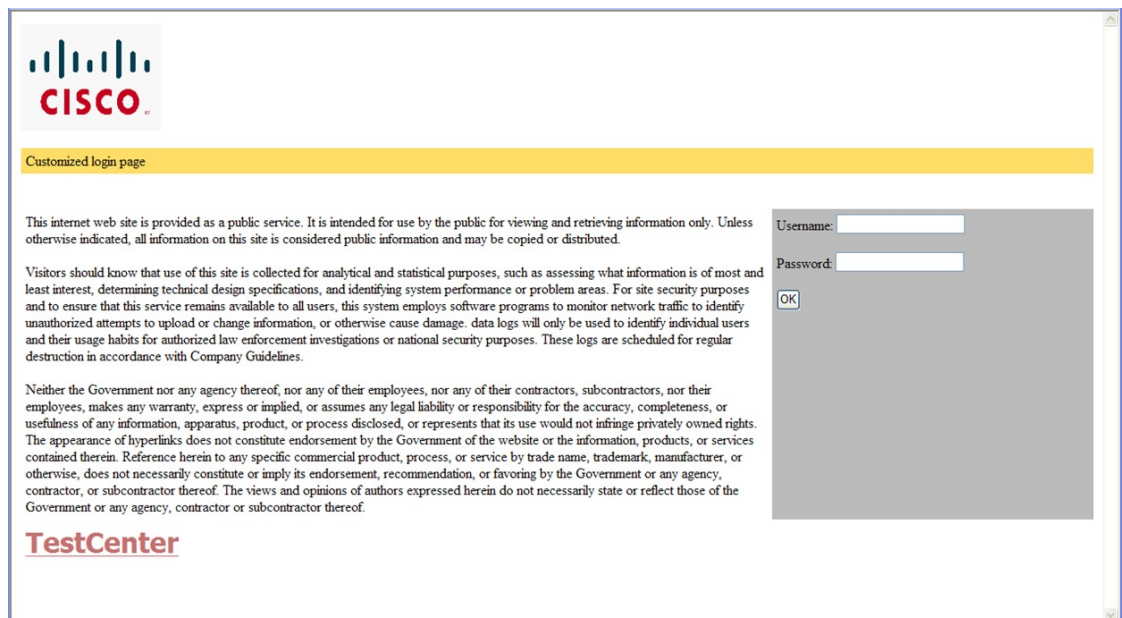 CISCO
Customized login page
This internet web site is provided as a public service. It is intended for use by the public for viewing and retrieving information only. Unless
otherwise indicated, all information on this site is considered public information and may be copied or distributed.
Visitors should know that use of this site is collected for analytical and statistical purposes, such as assessing what information is of most and
least interest, determining technical design specifications, and identifying system performance or problem areas. For site security purposes
and to ensure that this service remains available to all users, this system employs software programs to monitor network traffic to identify
unauthorized attempts to upload or change information, or otherwise cause damage. data logs will only be used to identify individual users
and their usage habits for authorized law enforcement investigations or national security purposes. These logs are scheduled for regular
destruction in accordance with Company Guidelines.
Neither the Government nor any agency thereof, nor any of their employees, nor any of their contractors, subcontractors, nor their
employees, makes any warranty, express or implied, or assumes any legal liability or responsibility for the accuracy, completeness, or
usefulness of any information, apparatus, product, or process disclosed, or represents that its use would not infringe privately owned rights.
The appearance of hyperlinks does not constitute endorsement by the Government of the website or the information, products, or services
contained therein. Reference herein to any specific commercial product, process, or service by trade name, trademark, manufacturer, or
otherwise, does not necessarily constitute or imply its endorsement, recommendation, or favoring by the Government or any agency,
contractor, or subcontractor thereof. The views and opinions of authors expressed herein do not necessarily state or reflect those of the
Government or any agency, contractor or subcontractor thereof.
Username:
Password:
OK
TestCenter